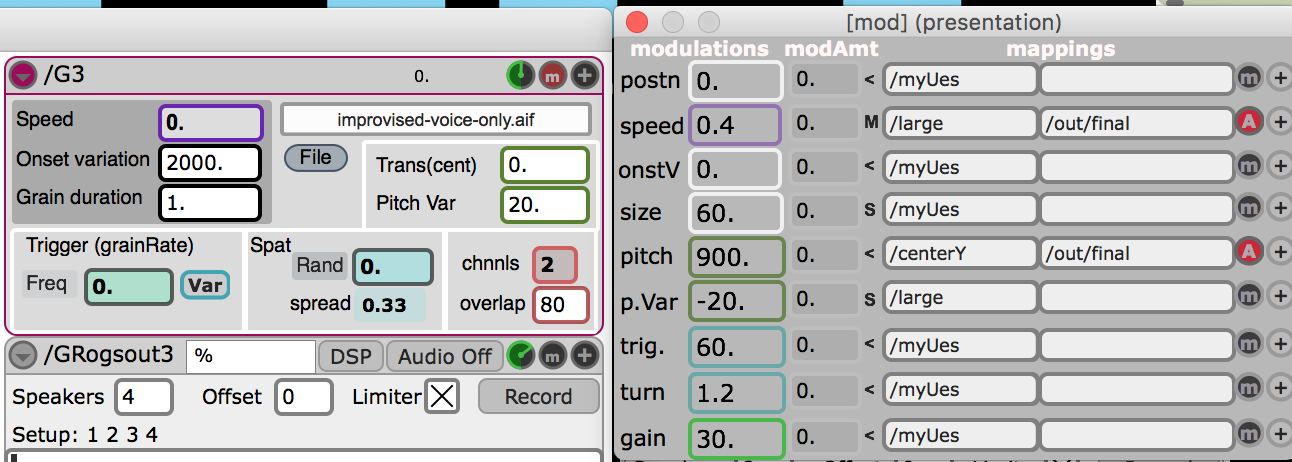 /G3 0. m +
Speed 0. improvised-voice-only.aif
Onset variation 2000. File
Grain duration 1.
Trans(cent) 0.
Pitch Var 20.
Trigger (grainRate)
Freq 0. Var
Spat
Rand 0.
spread 0.33
chnnls 2
overlap 80
/GRogsout3 % DSP Audio Off m +
Speakers 4 Offset 0 Limiter Record
Setup: 1 2 3 4
[mod] (presentation)
modulations modAmt mappings
postn 0. 0. < /myUes m +
speed 0.4 0. M /large /out/final A +
onstV 0. 0. < /myUes m +
size 60. 0. S /myUes m +
pitch 900. 0. < /centerY /out/final A +
p.Var -20. 0. S /large m +
trig. 60. 0. < /myUes m +
turn 1.2 0. < /myUes m +
gain 30. 0. < /myUes m +